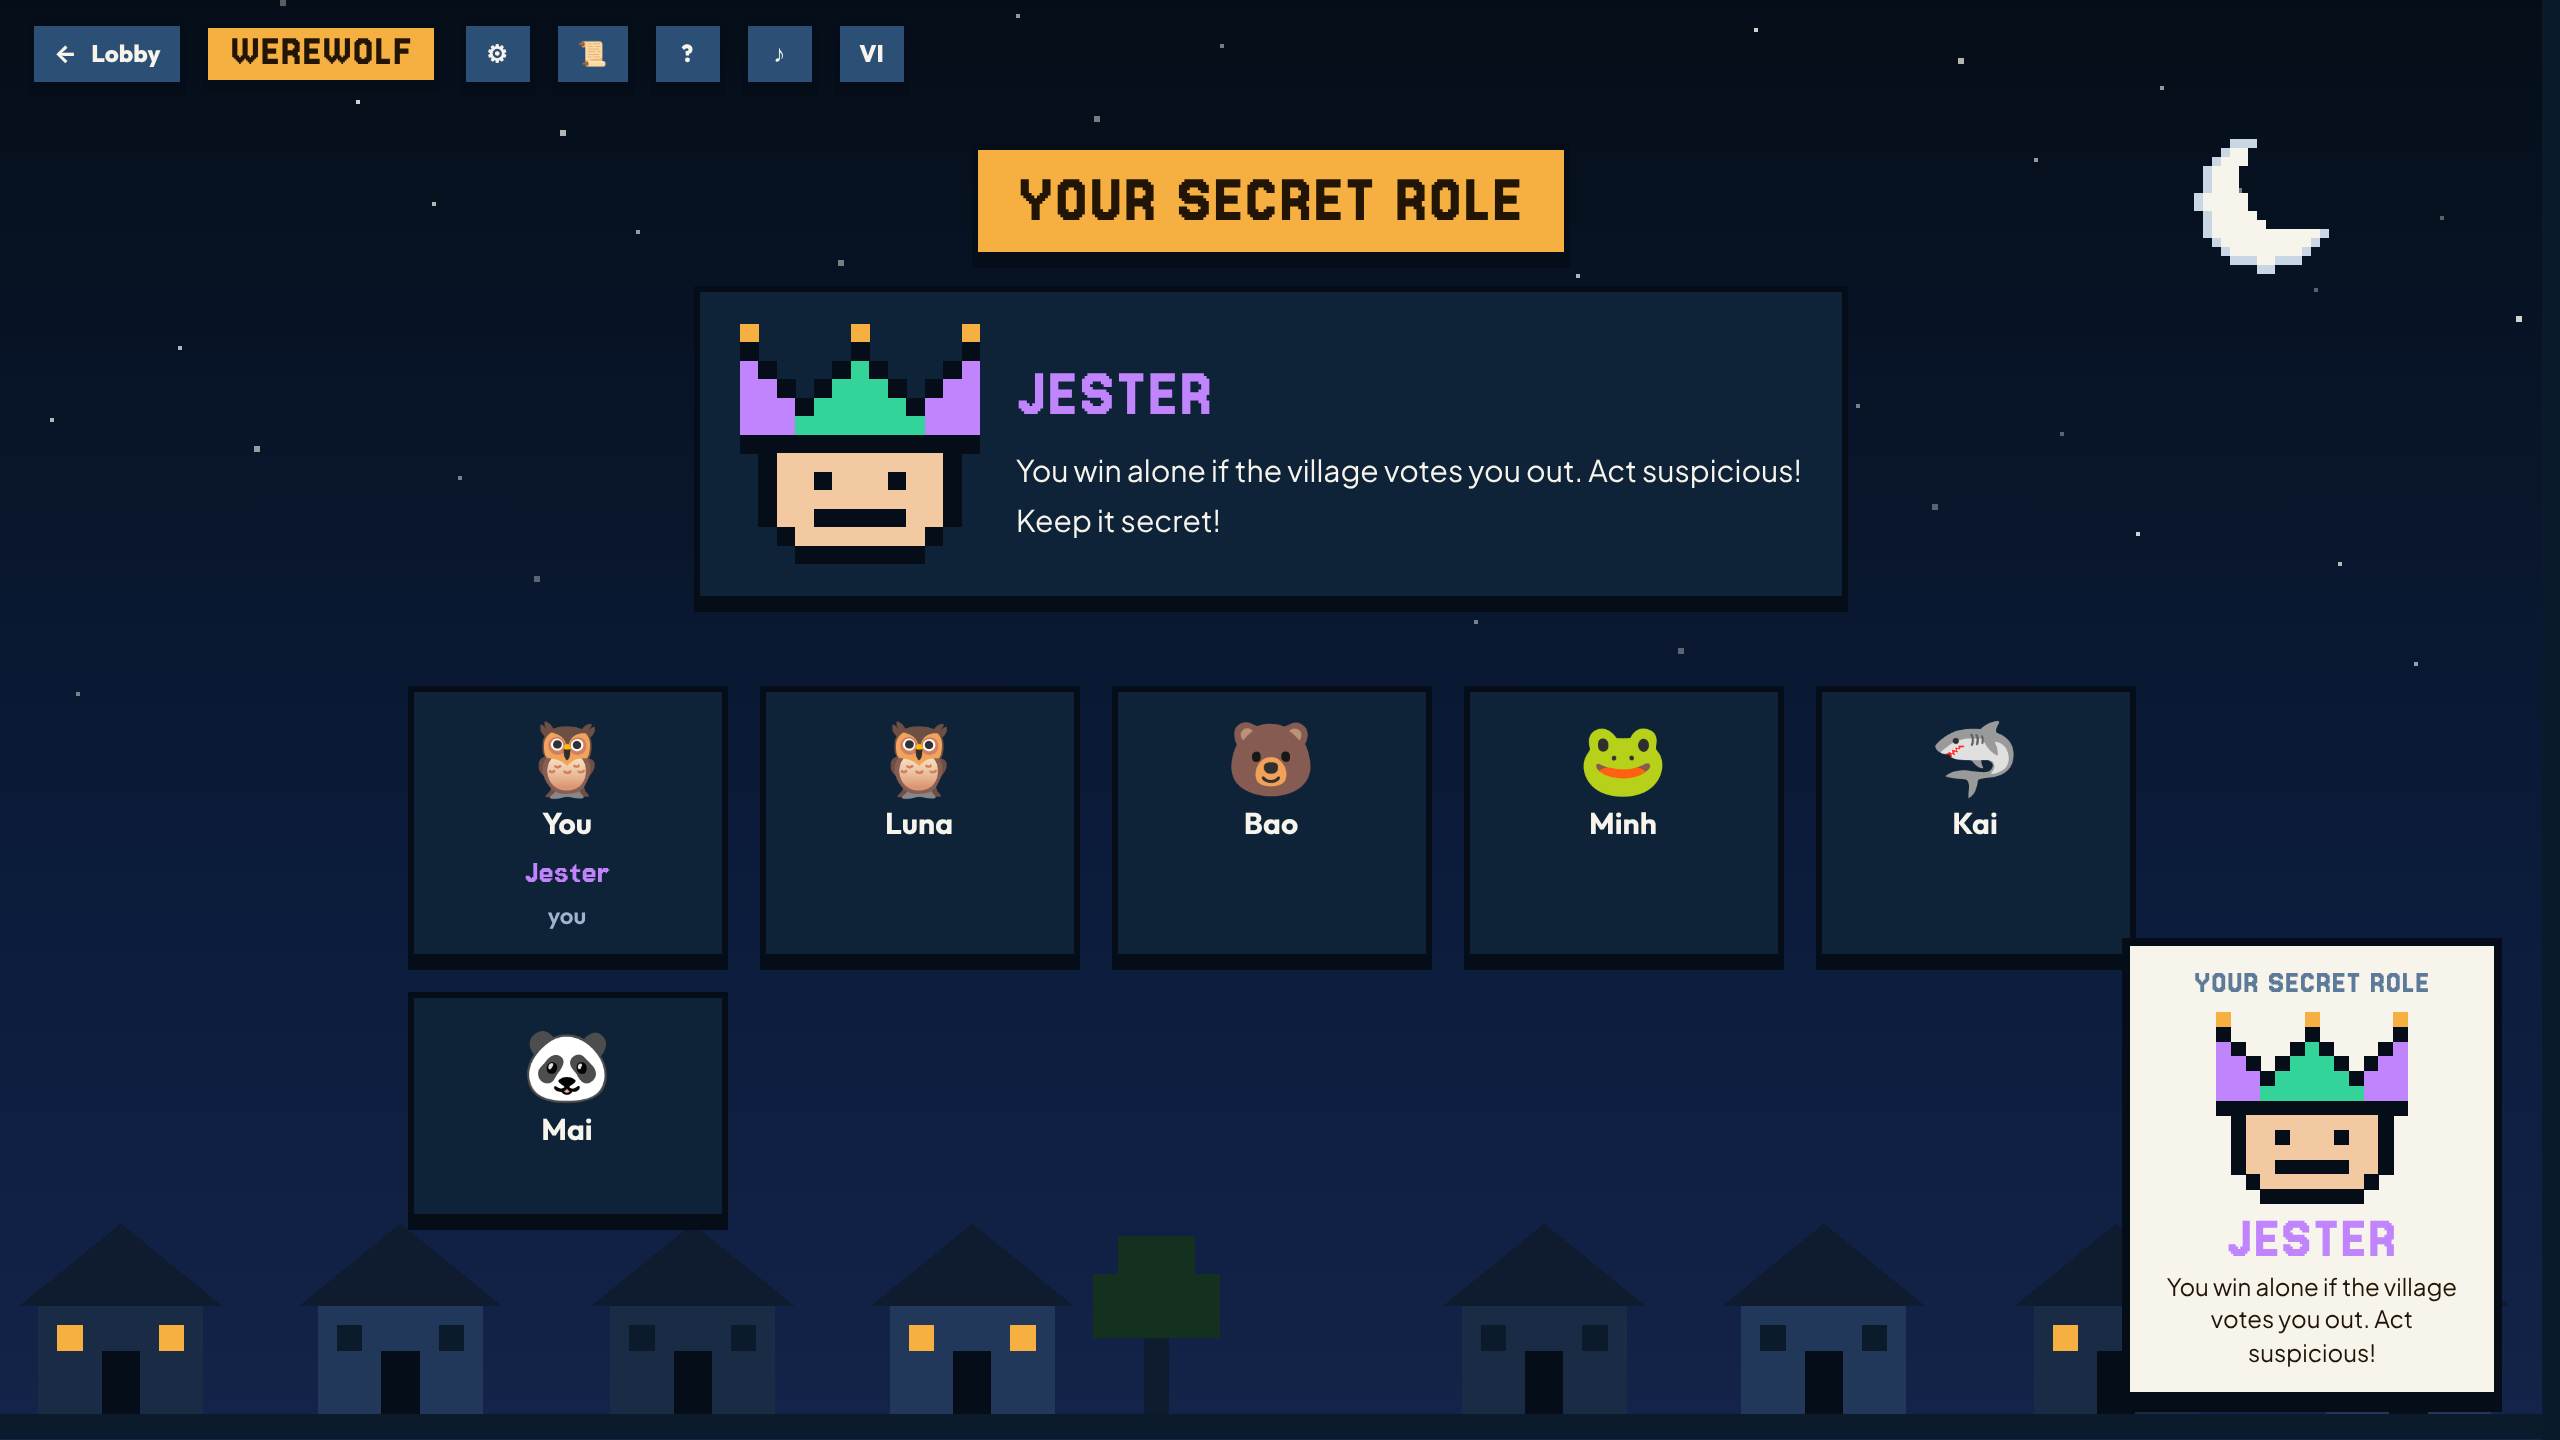 ← Lobby
WEREWOLF
?
♪
VI
YOUR SECRET ROLE
JESTER
You win alone if the village votes you out. Act suspicious!
Keep it secret!
You
Jester
you
Luna
Bao
Minh
Kai
Mai
YOUR SECRET ROLE
JESTER
You win alone if the village
votes you out. Act
suspicious!